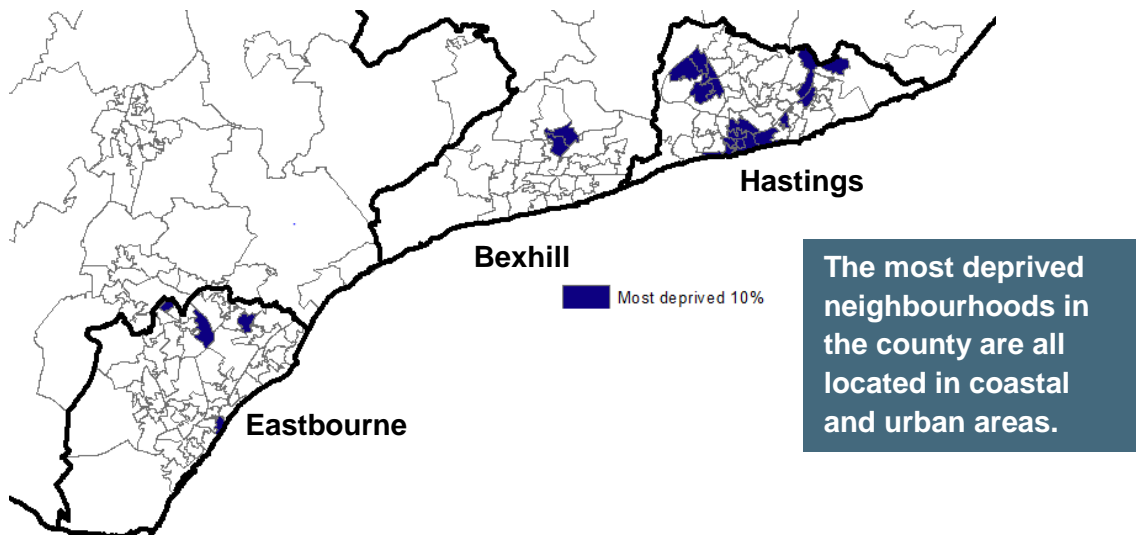 Hastings
Bexhill
Most deprived 10%
The most deprived
neighbourhoods in
the county are all
located in coastal
and urban areas.
Eastbourne